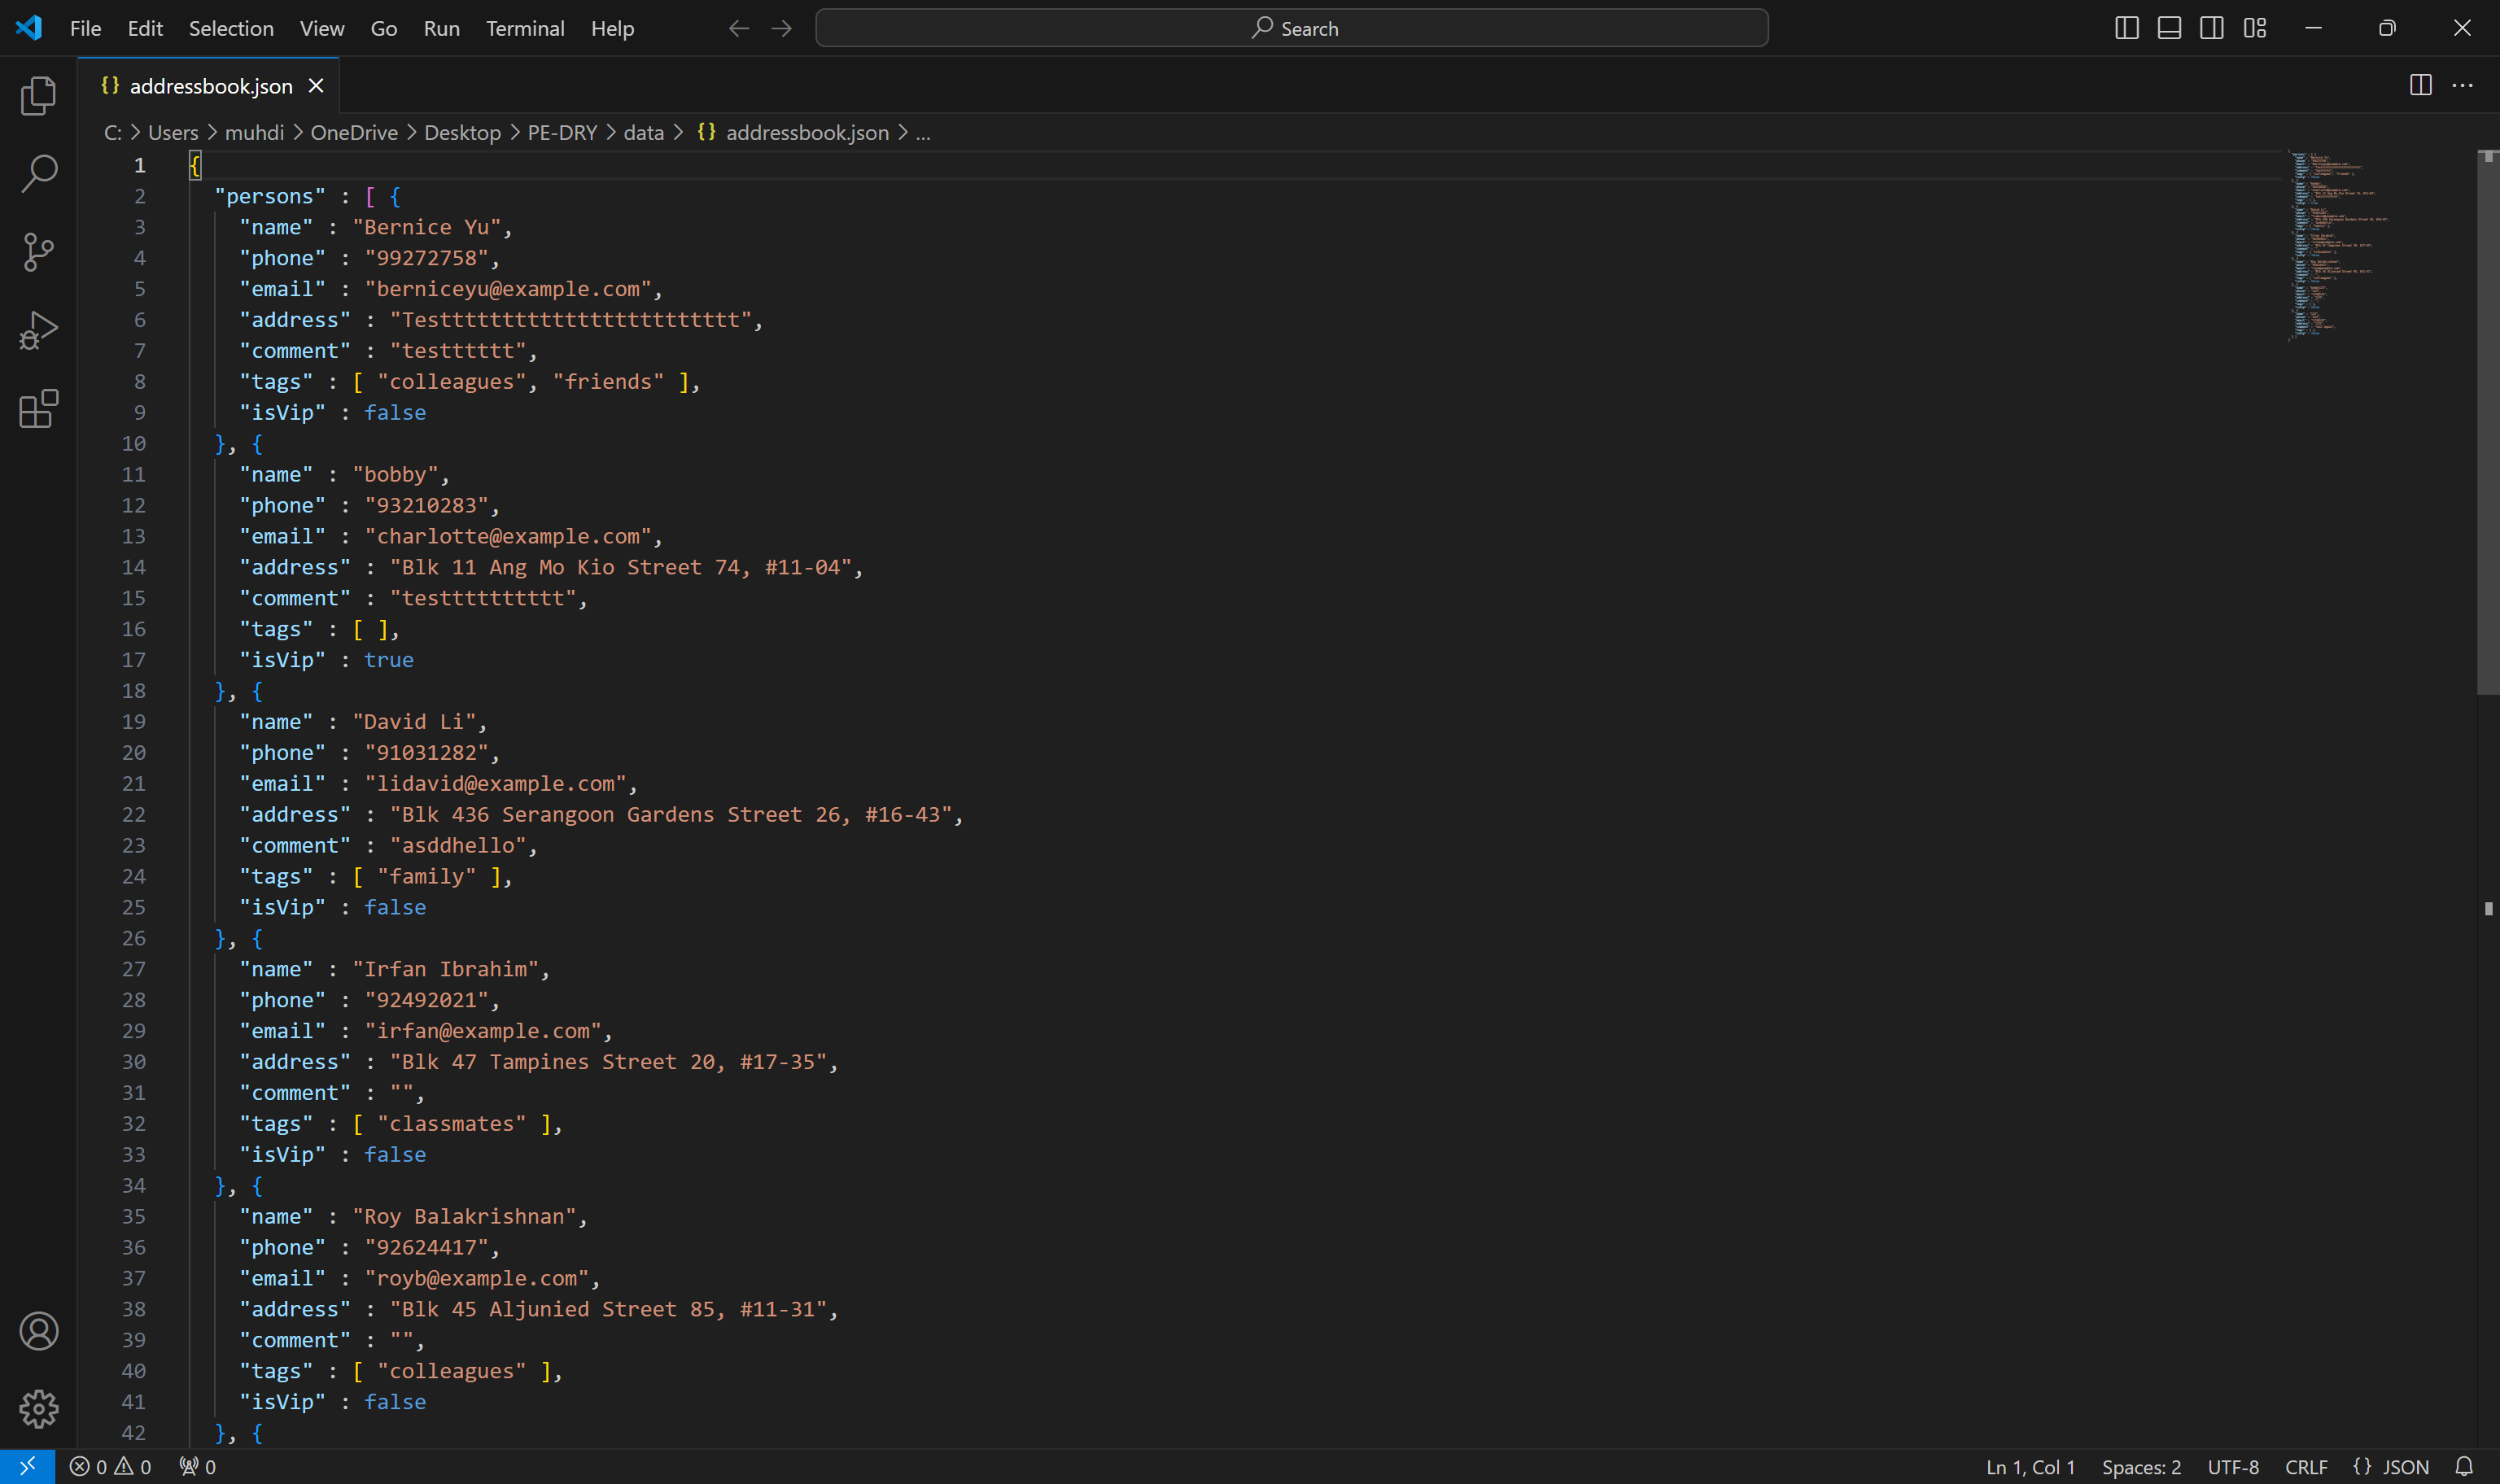 File Edit Selection View Go Run Terminal Help Search
{} addressbook.json
C: > Users > muhdi > OneDrive > Desktop > PE-DRY > data > {} addressbook.json > ...
1 {
2 "persons" : [ {
3 "name" : "Bernice Yu",
4 "phone" : "99272758",
5 "email" : "berniceyu@example.com",
6 "address" : "Testttttttttttttttttttttttt",
7 "comment" : "testttttt",
8 "tags" : [ "colleagues", "friends" ],
9 "isVip" : false
10 }, {
11 "name" : "bobby",
12 "phone" : "93210283",
13 "email" : "charlotte@example.com",
14 "address" : "Blk 11 Ang Mo Kio Street 74, #11-04",
15 "comment" : "testttttttttt",
16 "tags" : [ ],
17 "isVip" : true
18 }, {
19 "name" : "David Li",
20 "phone" : "91031282",
21 "email" : "lidavid@example.com",
22 "address" : "Blk 436 Serangoon Gardens Street 26, #16-43",
23 "comment" : "asddhello",
24 "tags" : [ "family" ],
25 "isVip" : false
26 }, {
27 "name" : "Irfan Ibrahim",
28 "phone" : "92492021",
29 "email" : "irfan@example.com",
30 "address" : "Blk 47 Tampines Street 20, #17-35",
31 "comment" : "",
32 "tags" : [ "classmates" ],
33 "isVip" : false
34 }, {
35 "name" : "Roy Balakrishnan",
36 "phone" : "92624417",
37 "email" : "royb@example.com",
38 "address" : "Blk 45 Aljunied Street 85, #11-31",
39 "comment" : "",
40 "tags" : [ "colleagues" ],
41 "isVip" : false
42 }, {
0 0 0 Ln 1, Col 1 Spaces: 2 UTF-8 CRLF {} JSON